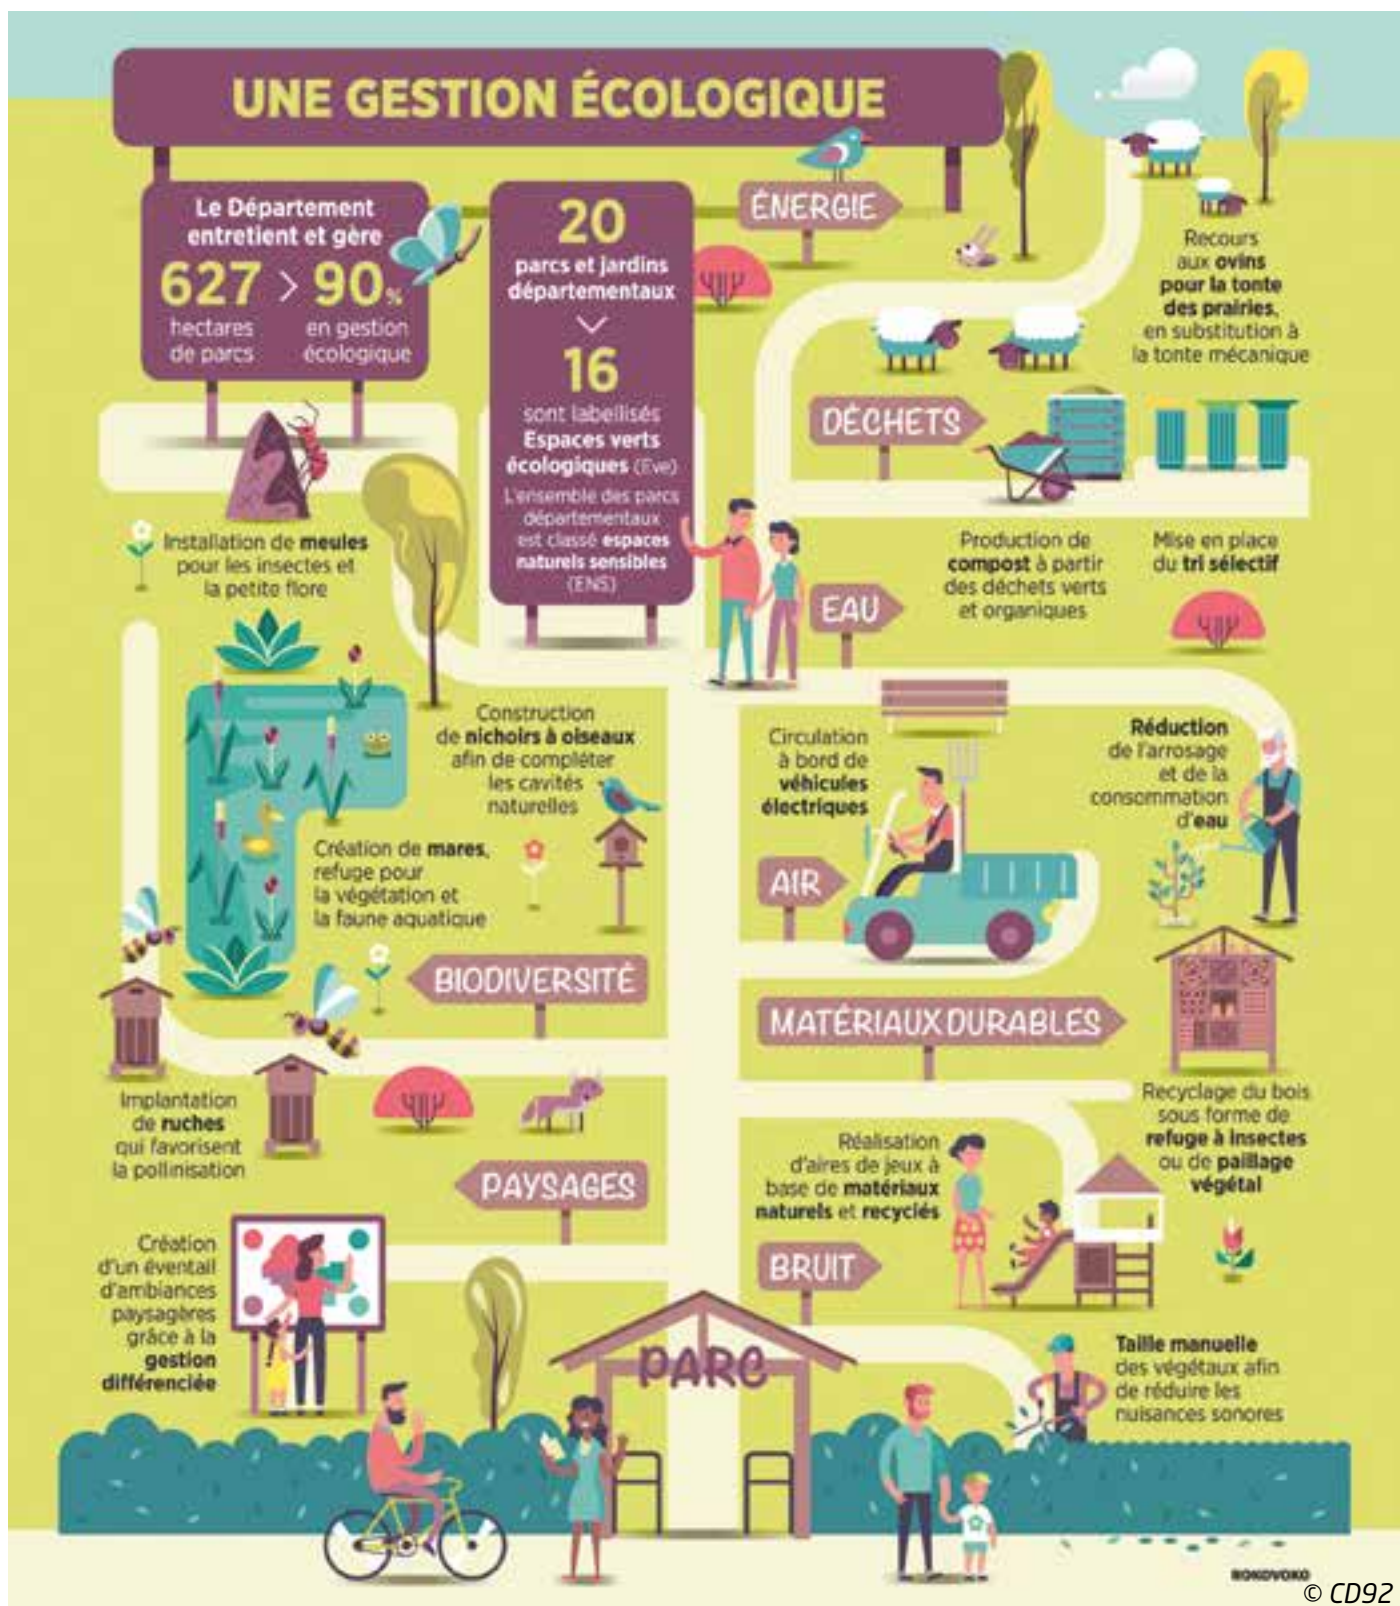 UNE GESTION ÉCOLOGIQUE
Le Département
entretient et gère
627 > 90%
hectares
de parcs
en gestion
écologique
20
parcs et jardins
départementaux
16
sont labellisés
Espaces verts
écologiques (Eve)
L'ensemble des parcs
départementaux
est classé espaces
naturels sensibles
(ENS)
ÉNERGIE
Recours
aux ovins
pour la tonte
des prairies,
en substitution à
la tonte mécanique
DÉCHETS
Production de
compost à partir
des déchets verts
et organiques
Mise en place
du tri sélectif
Installation de meules
pour les insectes et
la petite flore
EAU
Réduction
de l'arrosage
et de la
consommation
d'eau
Construction
de nichoirs à oiseaux
afin de compléter
les cavités
naturelles
Circulation
à bord de
véhicules
électriques
Création de mares,
refuge pour
la végétation et
la faune aquatique
AIR
BIODIVERSITÉ
MATÉRIAUX DURABLES
Implantation
de ruches
qui favorisent
la pollinisation
Recyclage du bois
sous forme de
refuge à insectes
ou de paillage
végétal
Réalisation
d'aires de jeux à
base de matériaux
naturels et recyclés
PAYSAGES
Création
d'un éventail
d'ambiances
paysagères
grâce à la
gestion
différenciée
BRUIT
Taille manuelle
des végétaux afin
de réduire les
nuisances sonores
PARC
ROKOVOKO
© CD92